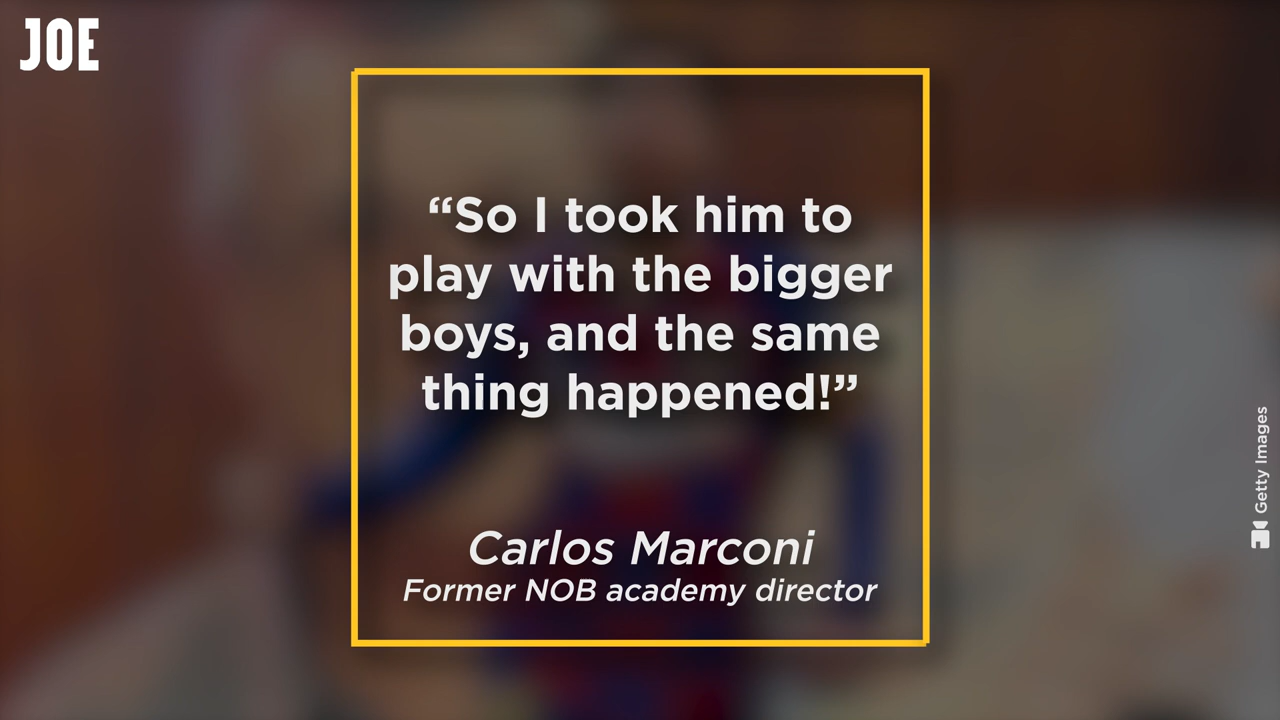 JOE
“So I took him to
play with the bigger
boys, and the same
thing happened!”
Carlos Marconi
Former NOB academy director
Getty Images